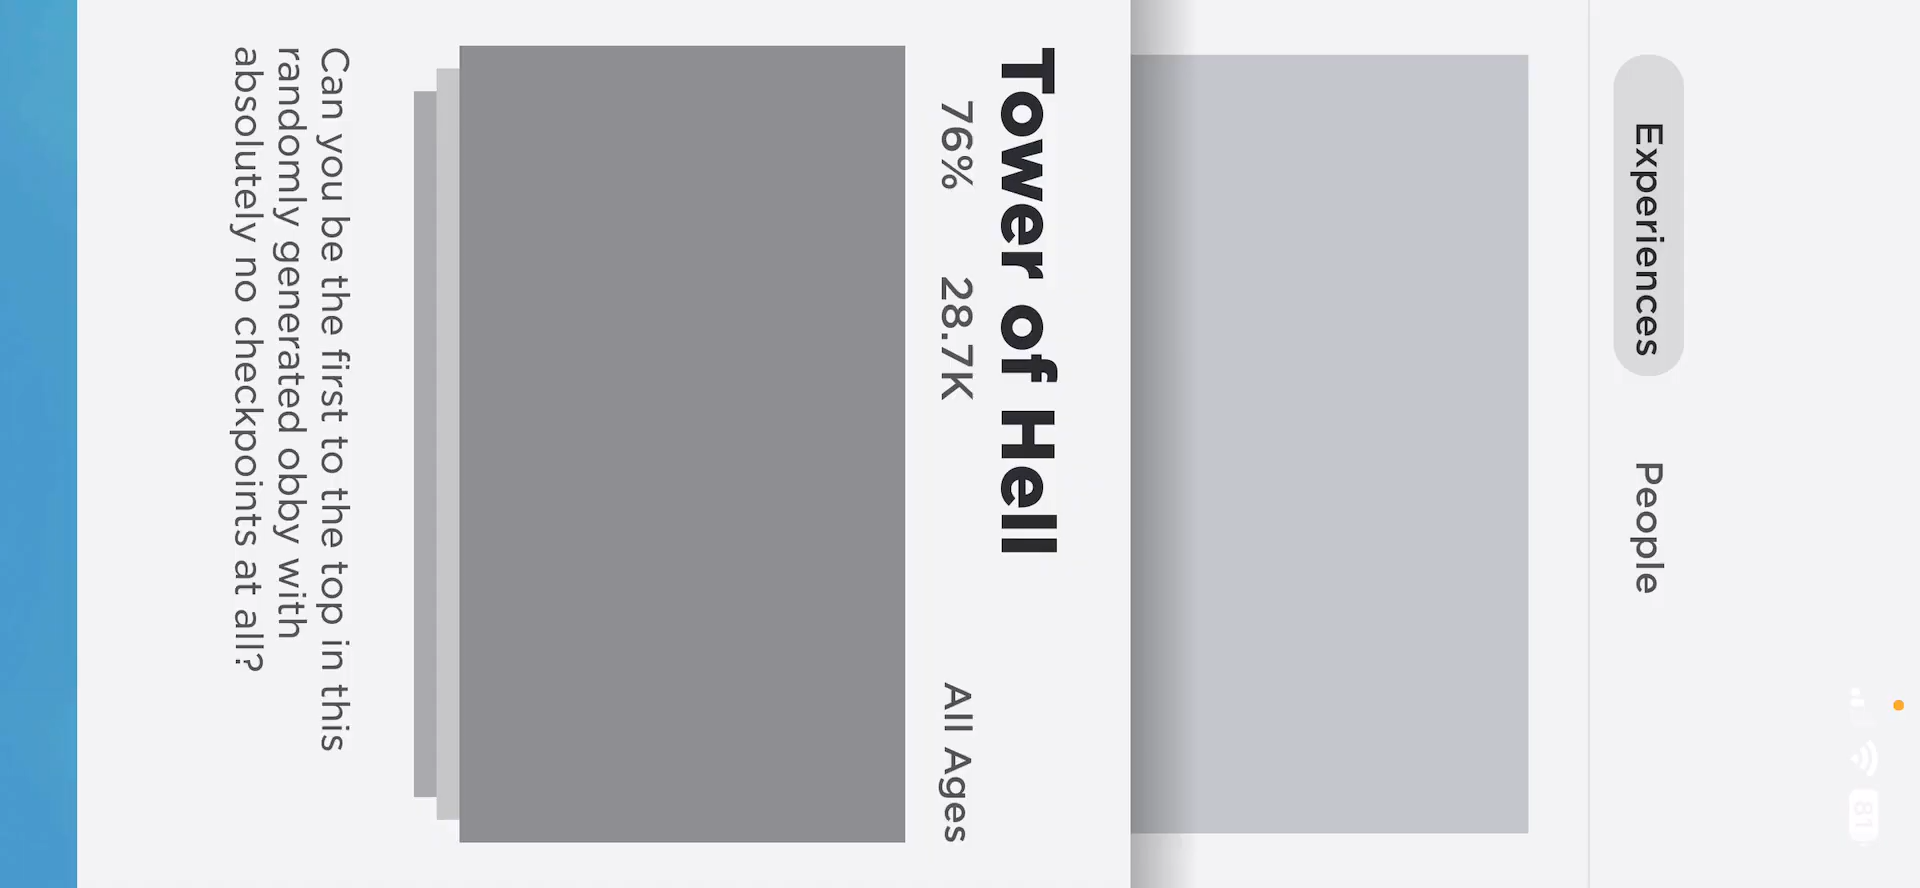 81
Experiences People
Tower of Hell
76% 28.7K All Ages
Can you be the first to the top in this
randomly generated obby with
absolutely no checkpoints at all?